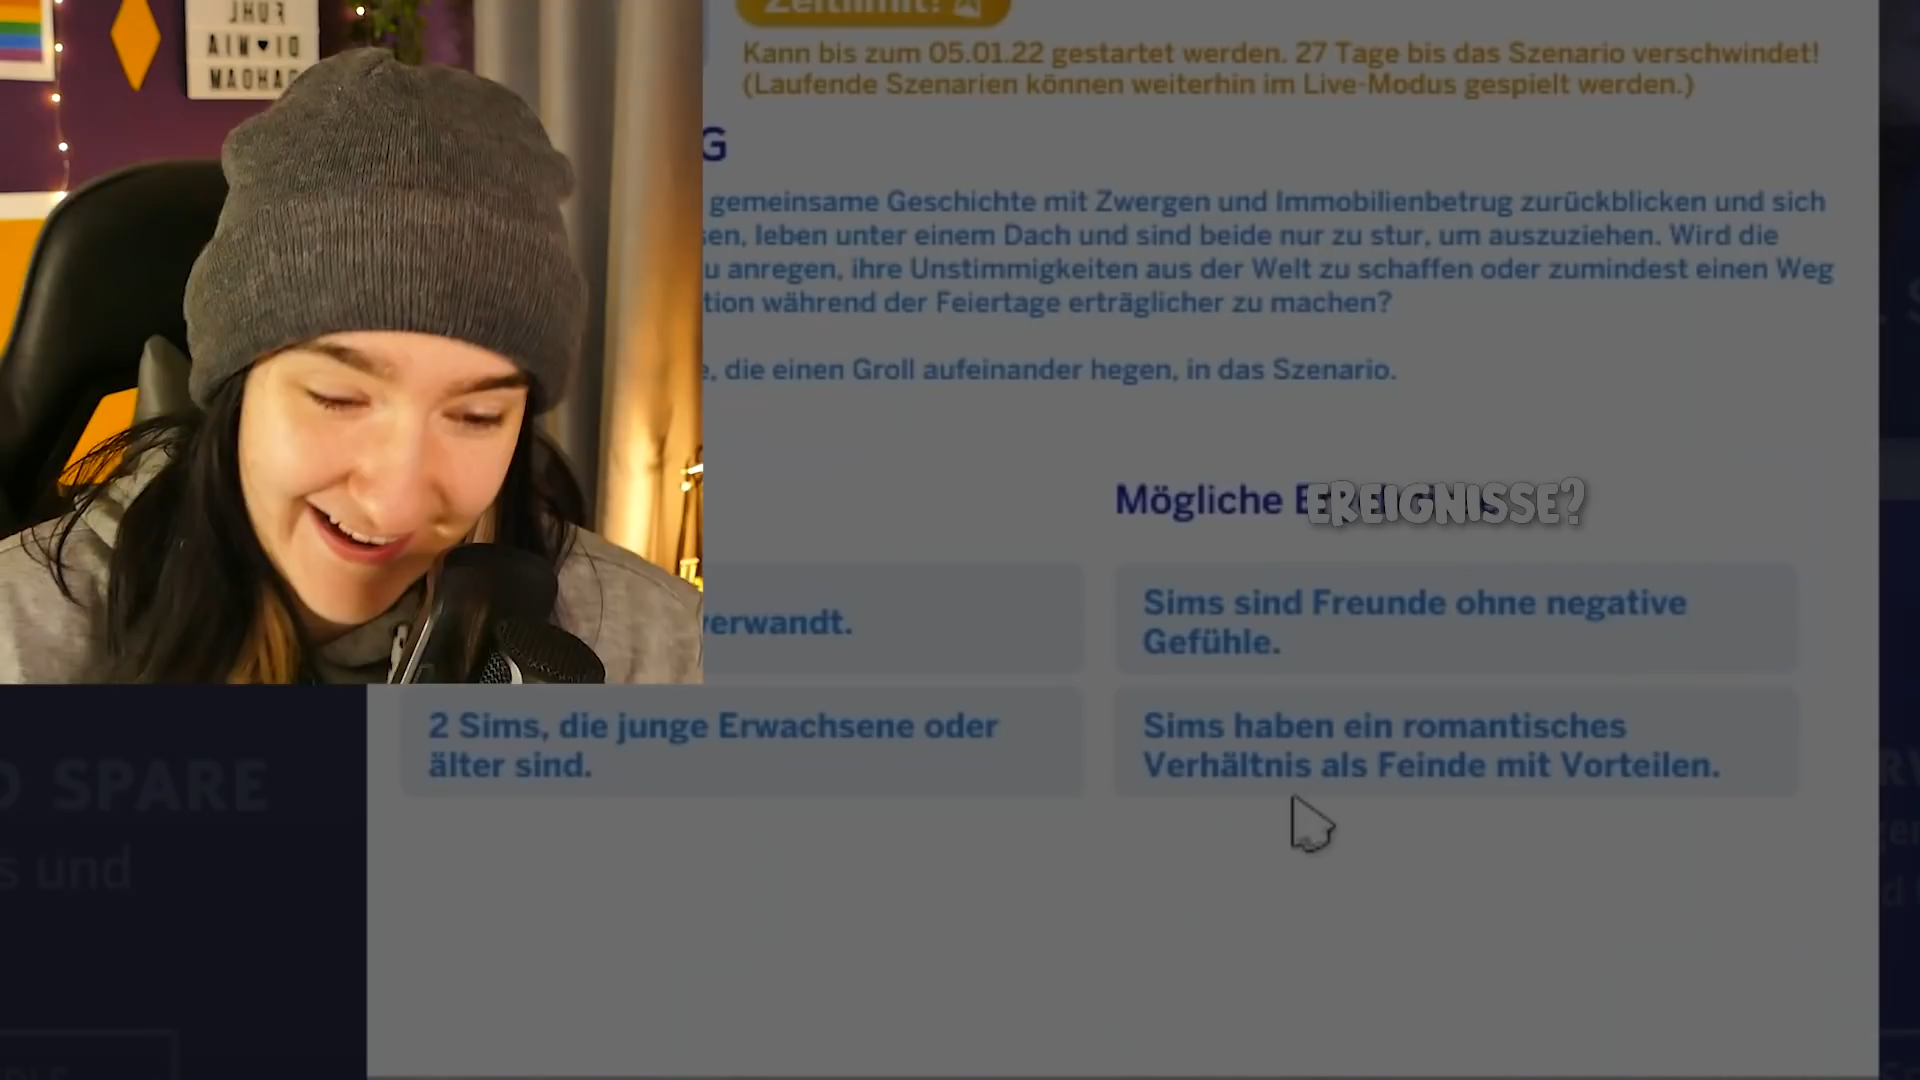 Zeitlimit!
Kann bis zum 05.01.22 gestartet werden. 27 Tage bis das Szenario verschwindet!
(Laufende Szenarien können weiterhin im Live-Modus gespielt werden.)
G
gemeinsame Geschichte mit Zwergen und Immobilienbetrug zurückblicken und sich
sen, leben unter einem Dach und sind beide nur zu stur, um auszuziehen. Wird die
u anregen, ihre Unstimmigkeiten aus der Welt zu schaffen oder zumindest einen Weg
tion während der Feiertage erträglicher zu machen?
e, die einen Groll aufeinander hegen, in das Szenario.
Mögliche
EREIGNISSE?
verwandt.
Sims sind Freunde ohne negative
Gefühle.
2 Sims, die junge Erwachsene oder
älter sind.
Sims haben ein romantisches
Verhältnis als Feinde mit Vorteilen.
SPARE
s und